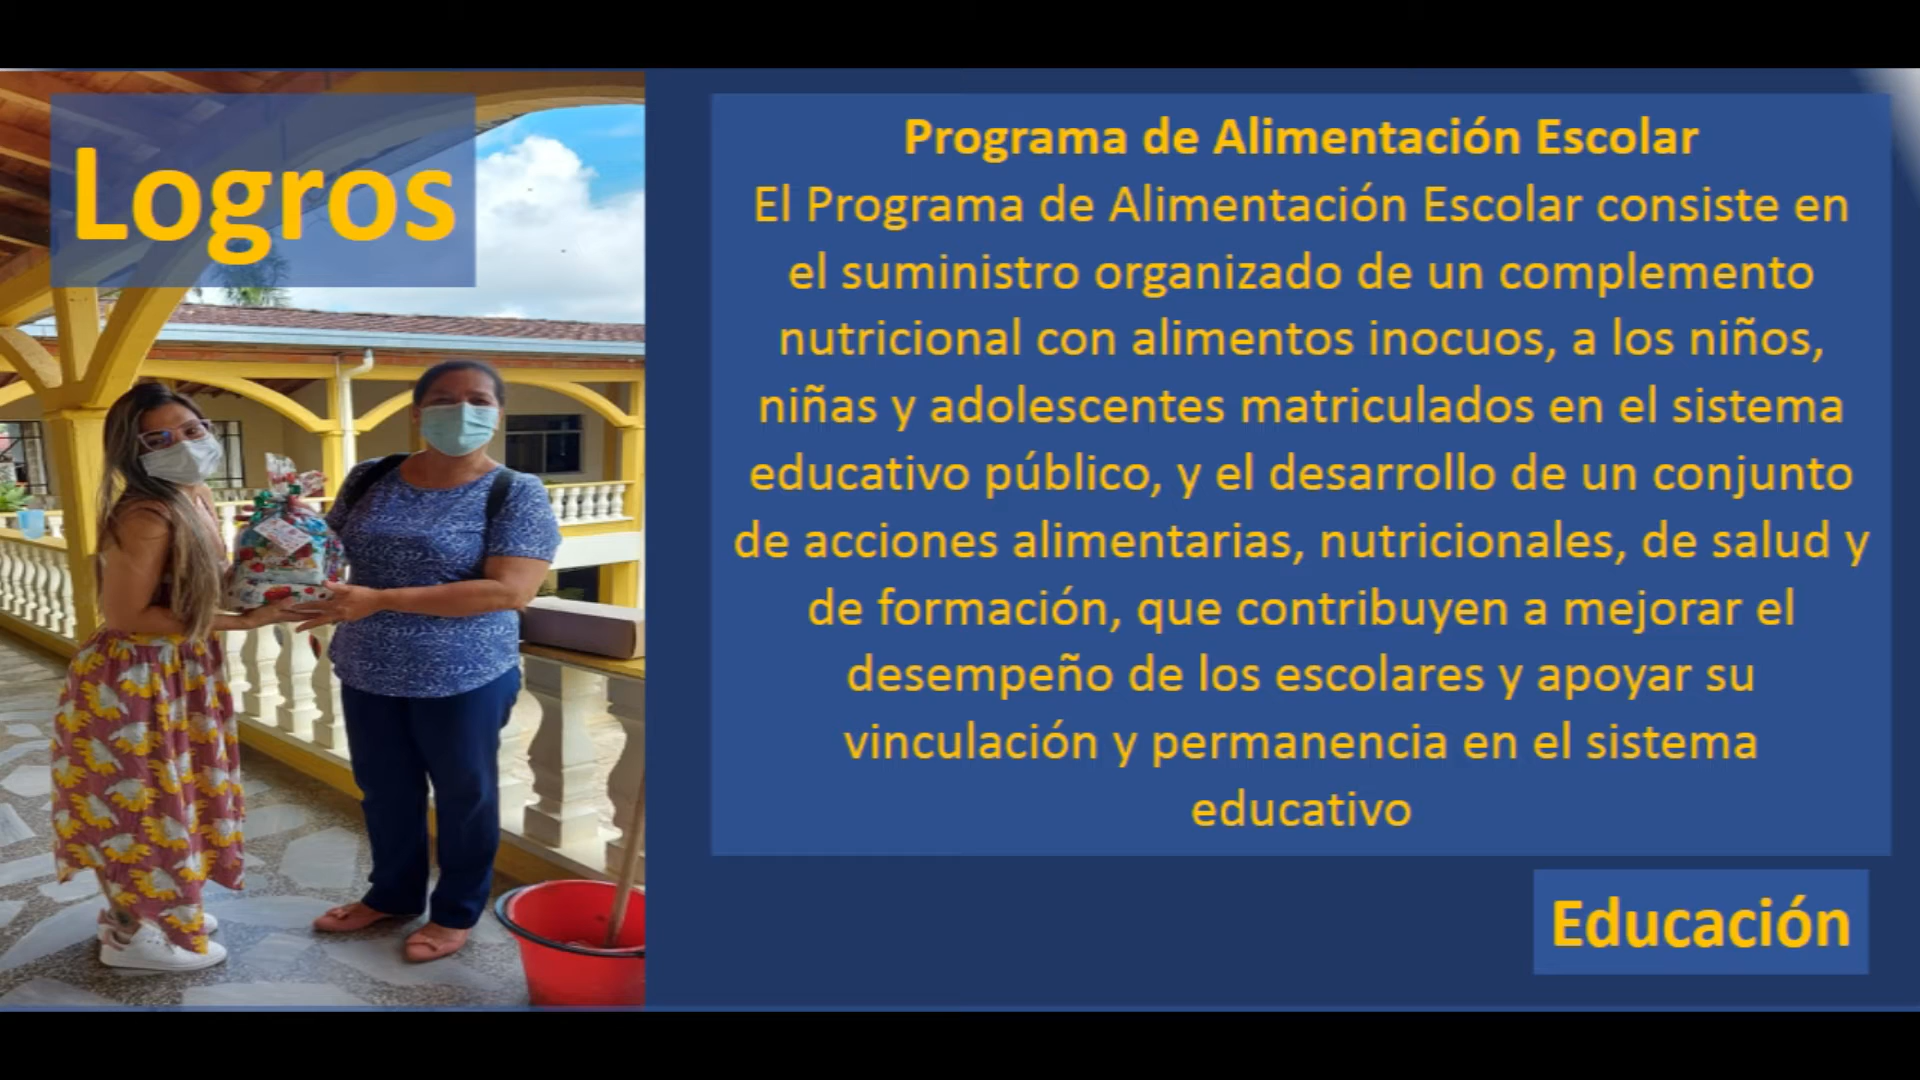 Logros
Programa de Alimentación Escolar
El Programa de Alimentación Escolar consiste en
el suministro organizado de un complemento
nutricional con alimentos inocuos, a los niños,
niñas y adolescentes matriculados en el sistema
educativo público, y el desarrollo de un conjunto
de acciones alimentarias, nutricionales, de salud y
de formación, que contribuyen a mejorar el
desempeño de los escolares y apoyar su
vinculación y permanencia en el sistema
educativo
Educación